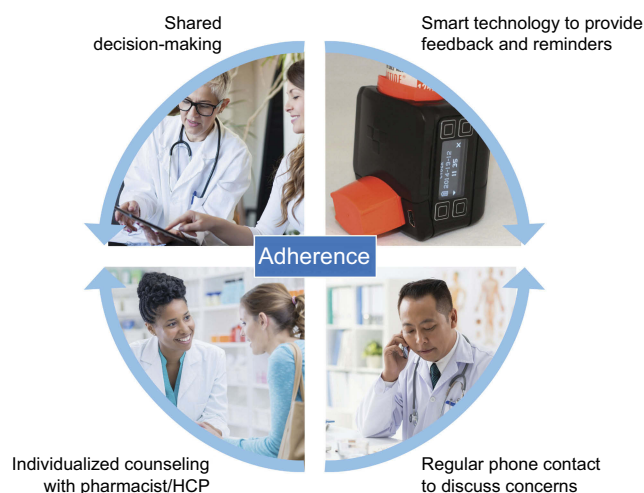 Shared
decision-making
Smart technology to provide
feedback and reminders
Adherence
Individualized counseling
with pharmacist/HCP
Regular phone contact
to discuss concerns